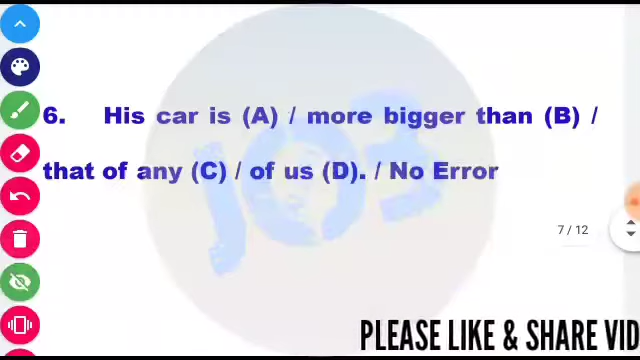 6. His car is (A) / more bigger than (B) /
that of any (C) / of us (D). / No Error
7 / 12
PLEASE LIKE & SHARE VID
JOB